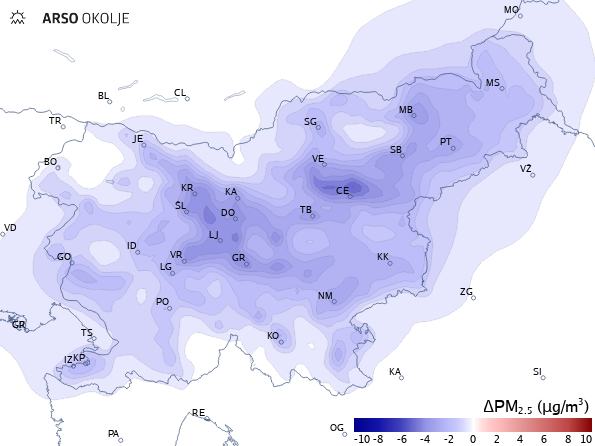 ARSO OKOLJE
MO
MS
BL
CL
TR
MB
SG
JE
PT
SB
VE
BO
VŽ
KR
KA
CE
ŠL
DO
TB
VD
LJ
ID
VR
GO
GR
KK
LG
NM
ZG
PO
GR
TS
KO
IZ
KP
KA
SI
RE
PA
OG
ΔPM2.5 (µg/m³)
-10 -8 -6 -4 -2 0 2 4 6 8 10